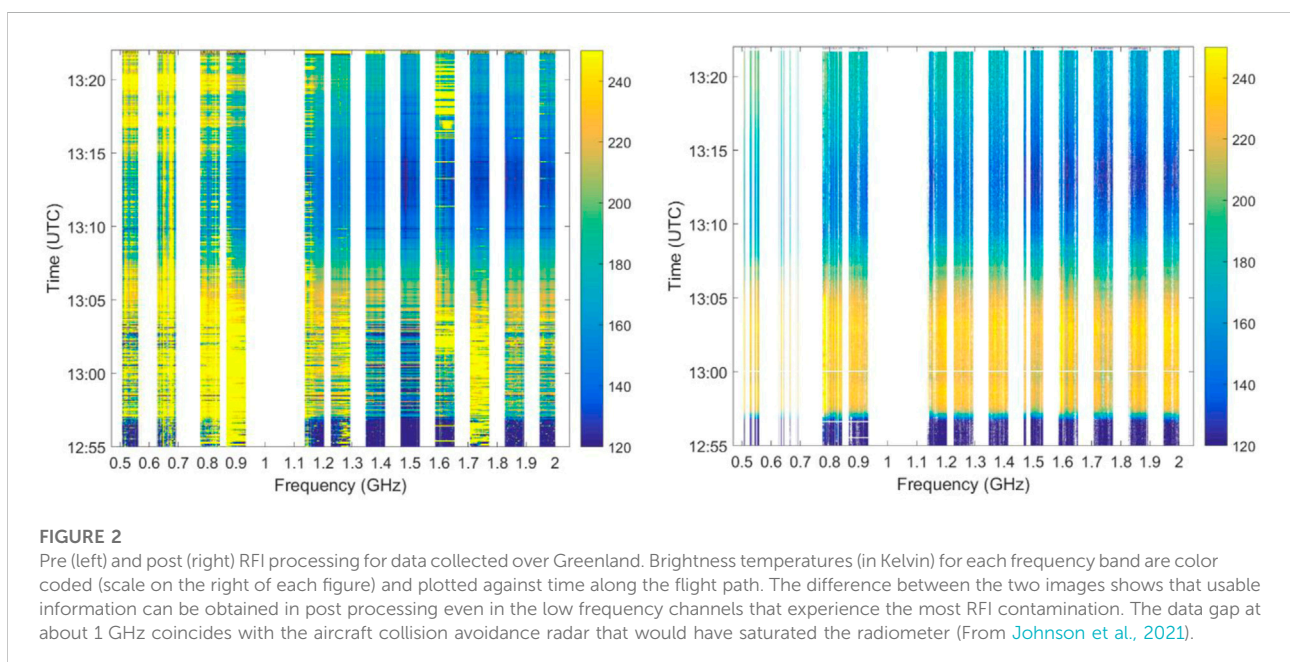 13:20
13:15
13:10
13:05
13:00
12:55
Time (UTC)
0.5 0.6 0.7 0.8 0.9 1 1.1 1.2 1.3 1.4 1.5 1.6 1.7 1.8 1.9 2
Frequency (GHz)
240
220
200
180
160
140
120
13:20
13:15
13:10
13:05
13:00
12:55
Time (UTC)
0.5 0.6 0.7 0.8 0.9 1 1.1 1.2 1.3 1.4 1.5 1.6 1.7 1.8 1.9 2
Frequency (GHz)
240
220
200
180
160
140
120
FIGURE 2
Pre (left) and post (right) RFI processing for data collected over Greenland. Brightness temperatures (in Kelvin) for each frequency band are color
coded (scale on the right of each figure) and plotted against time along the flight path. The difference between the two images shows that usable
information can be obtained in post processing even in the low frequency channels that experience the most RFI contamination. The data gap at
about 1 GHz coincides with the aircraft collision avoidance radar that would have saturated the radiometer (From Johnson et al., 2021).